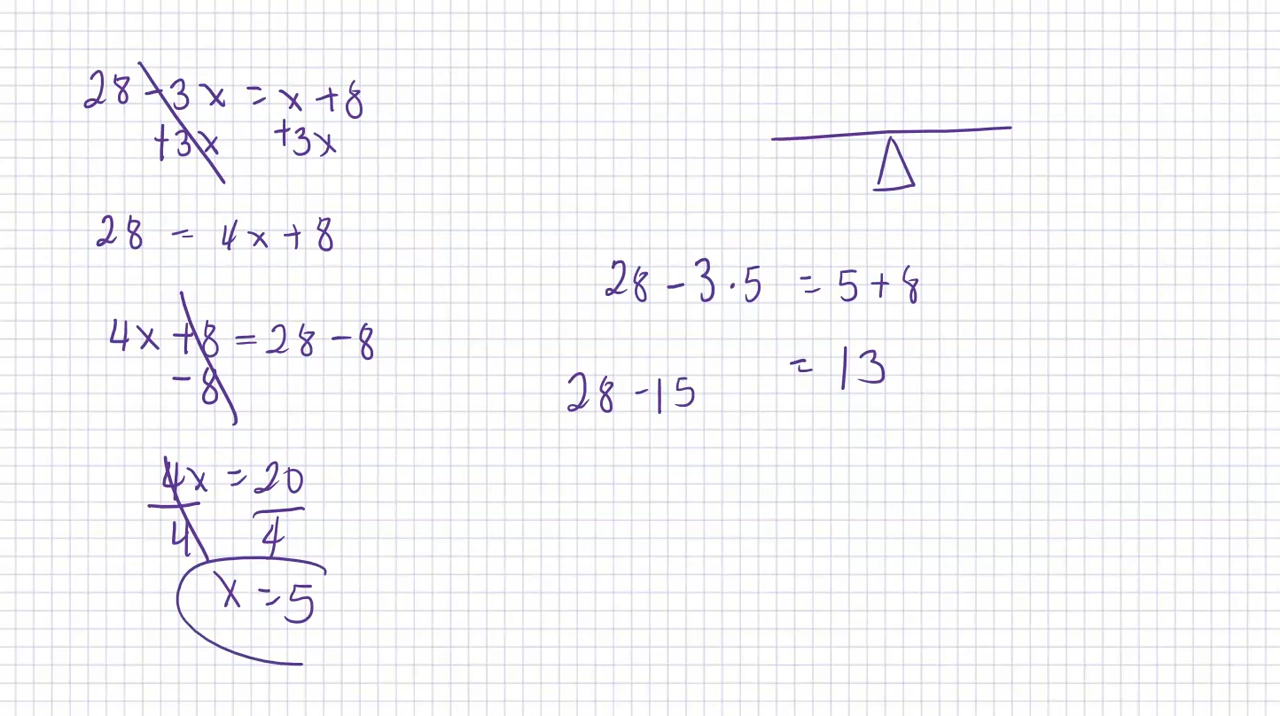 28 - 3x = x + 8
+3x +3x
28 = 4x + 8
4x + 8 = 28 - 8
- 8
4x = 20
4 4
x = 5
28 - 3 · 5 = 5 + 8
= 13
28 - 15